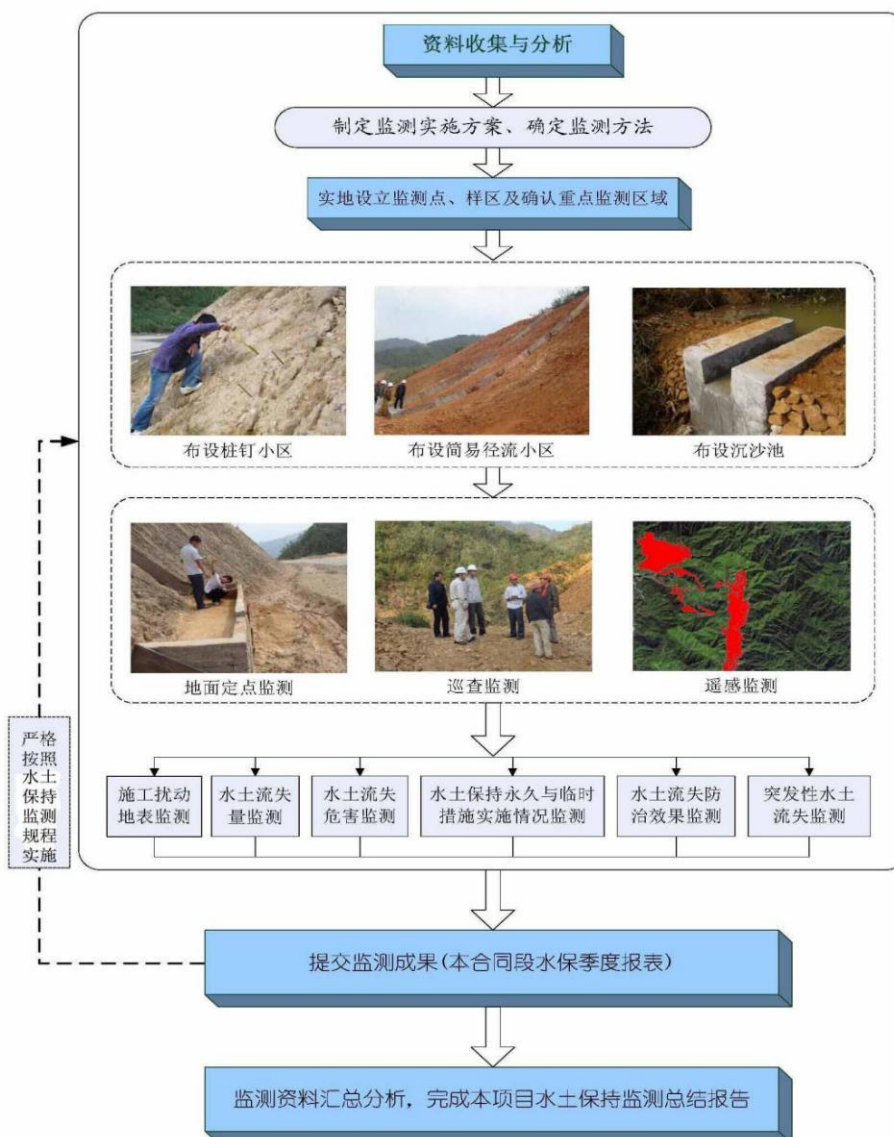 资料收集与分析
制定监测实施方案、确定监测方法
实地设立监测点、样区及确认重点监测区域
布设桩钉小区
布设简易径流小区
布设沉沙池
地面定点监测
巡查监测
遥感监测
严格
按照
水土
保持
监测
规程
实施
施工扰动
地表监测
水土流失
量监测
水土流失
危害监测
水土保持永久与临时
措施实施情况监测
水土流失防
治效果监测
突发性水土
流失监测
提交监测成果(本合同段水保季度报表)
监测资料汇总分析，完成本项目水土保持监测总结报告